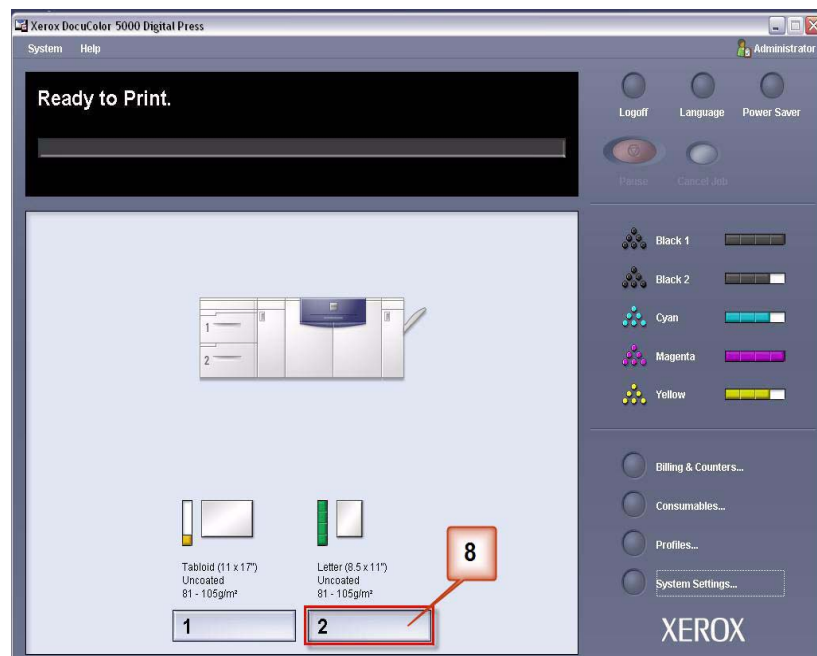 Xerox DocuColor 5000 Digital Press
System Help
Administrator
Ready to Print.
Logoff Language Power Saver
Pause Cancel Job
Black 1
Black 2
Cyan
Magenta
Yellow
1
2
Billing & Counters...
Consumables...
Profiles...
System Settings...
Tabloid (11 x 17")
Uncoated
81 - 105g/m²
Letter (8.5 x 11")
Uncoated
81 - 105g/m²
8
1
2
XEROX